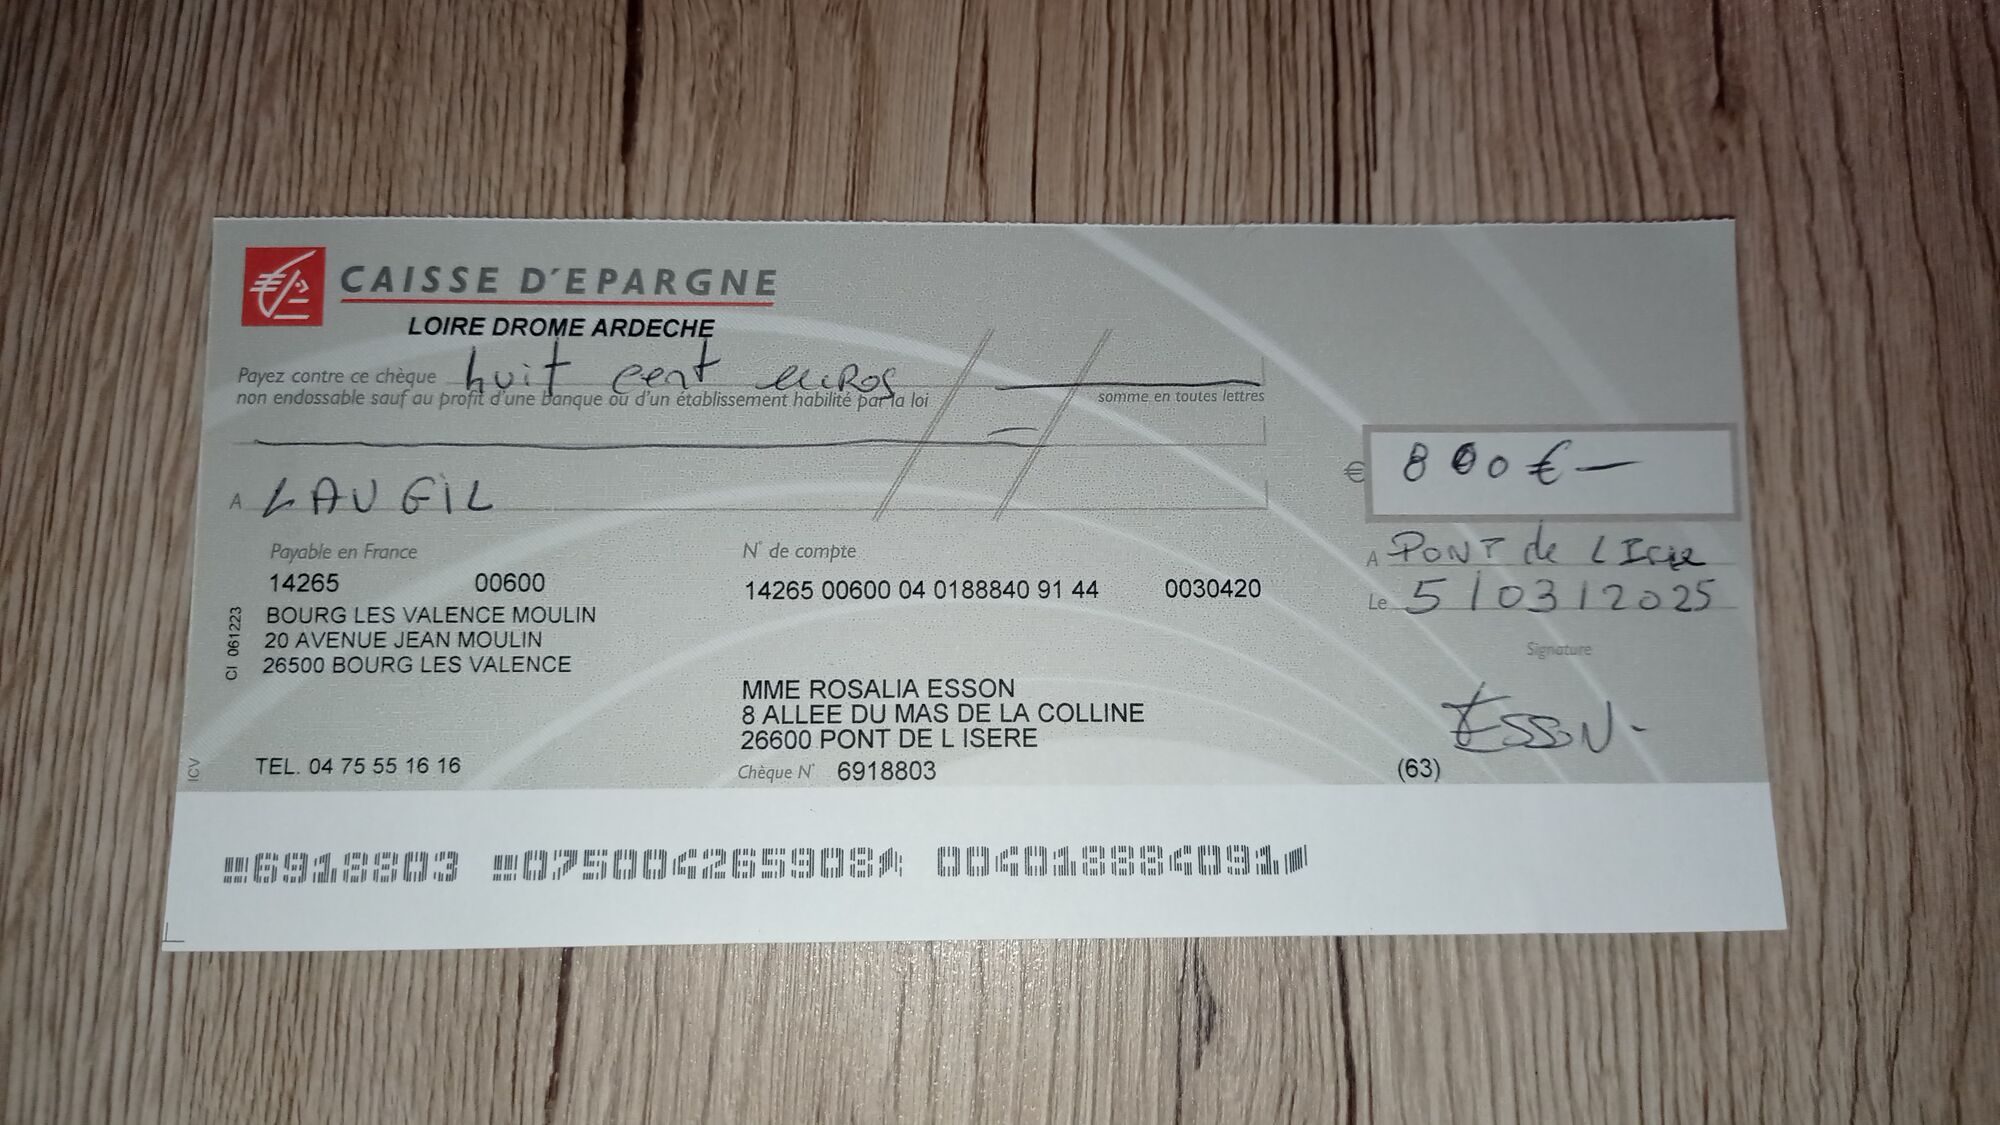 CAISSE D'EPARGNE
LOIRE DROME ARDECHE
Payez contre ce chèque huit cent euros
non endossable sauf au profit d'une banque ou d'un établissement habilité par la loi
somme en toutes lettres
€ 800 € —
A LAUGIL
A PONT de L ISère
Le 5/03/2025
Payable en France
14265 00600
BOURG LES VALENCE MOULIN
20 AVENUE JEAN MOULIN
26500 BOURG LES VALENCE
TEL. 04 75 55 16 16
CI 061223
ICV
N° de compte
14265 00600 04 0188840 91 44 0030420
MME ROSALIA ESSON
8 ALLEE DU MAS DE LA COLLINE
26600 PONT DE L ISERE
Chèque N° 6918803
Signature
ESSON-
(63)
6918803 075004265908 004018884091